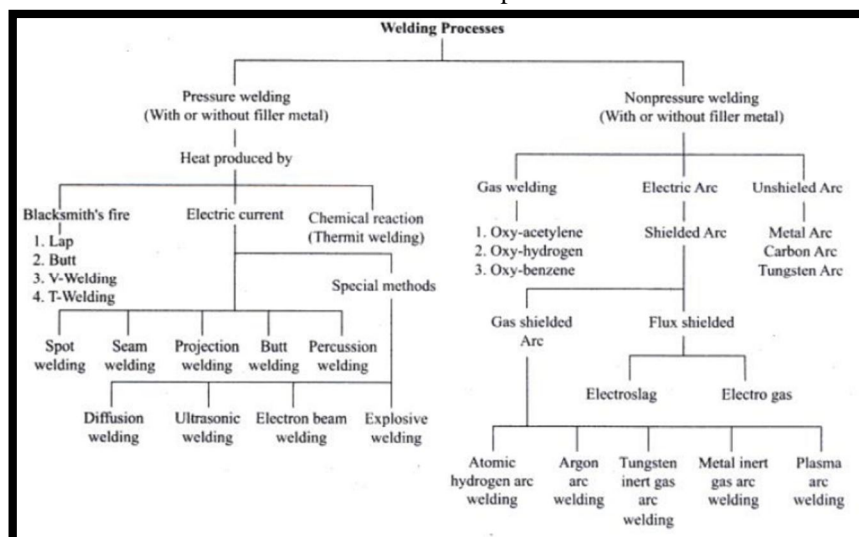 Welding Processes
Pressure welding
(With or without filler metal)
Nonpressure welding
(With or without filler metal)
Heat produced by
Blacksmith's fire
1. Lap
2. Butt
3. V-Welding
4. T-Welding
Electric current
Chemical reaction
(Thermit welding)
Special methods
Spot
welding
Seam
welding
Projection
welding
Butt
welding
Percussion
welding
Diffusion
welding
Ultrasonic
welding
Electron beam
welding
Explosive
welding
Gas welding
1. Oxy-acetylene
2. Oxy-hydrogen
3. Oxy-benzene
Electric Arc
Shielded Arc
Unshieled Arc
Metal Arc
Carbon Arc
Tungsten Arc
Gas shielded
Arc
Flux shielded
Electroslag
Electro gas
Atomic
hydrogen arc
welding
Argon
arc
welding
Tungsten
inert gas
arc
welding
Metal inert
gas arc
welding
Plasma
arc
welding